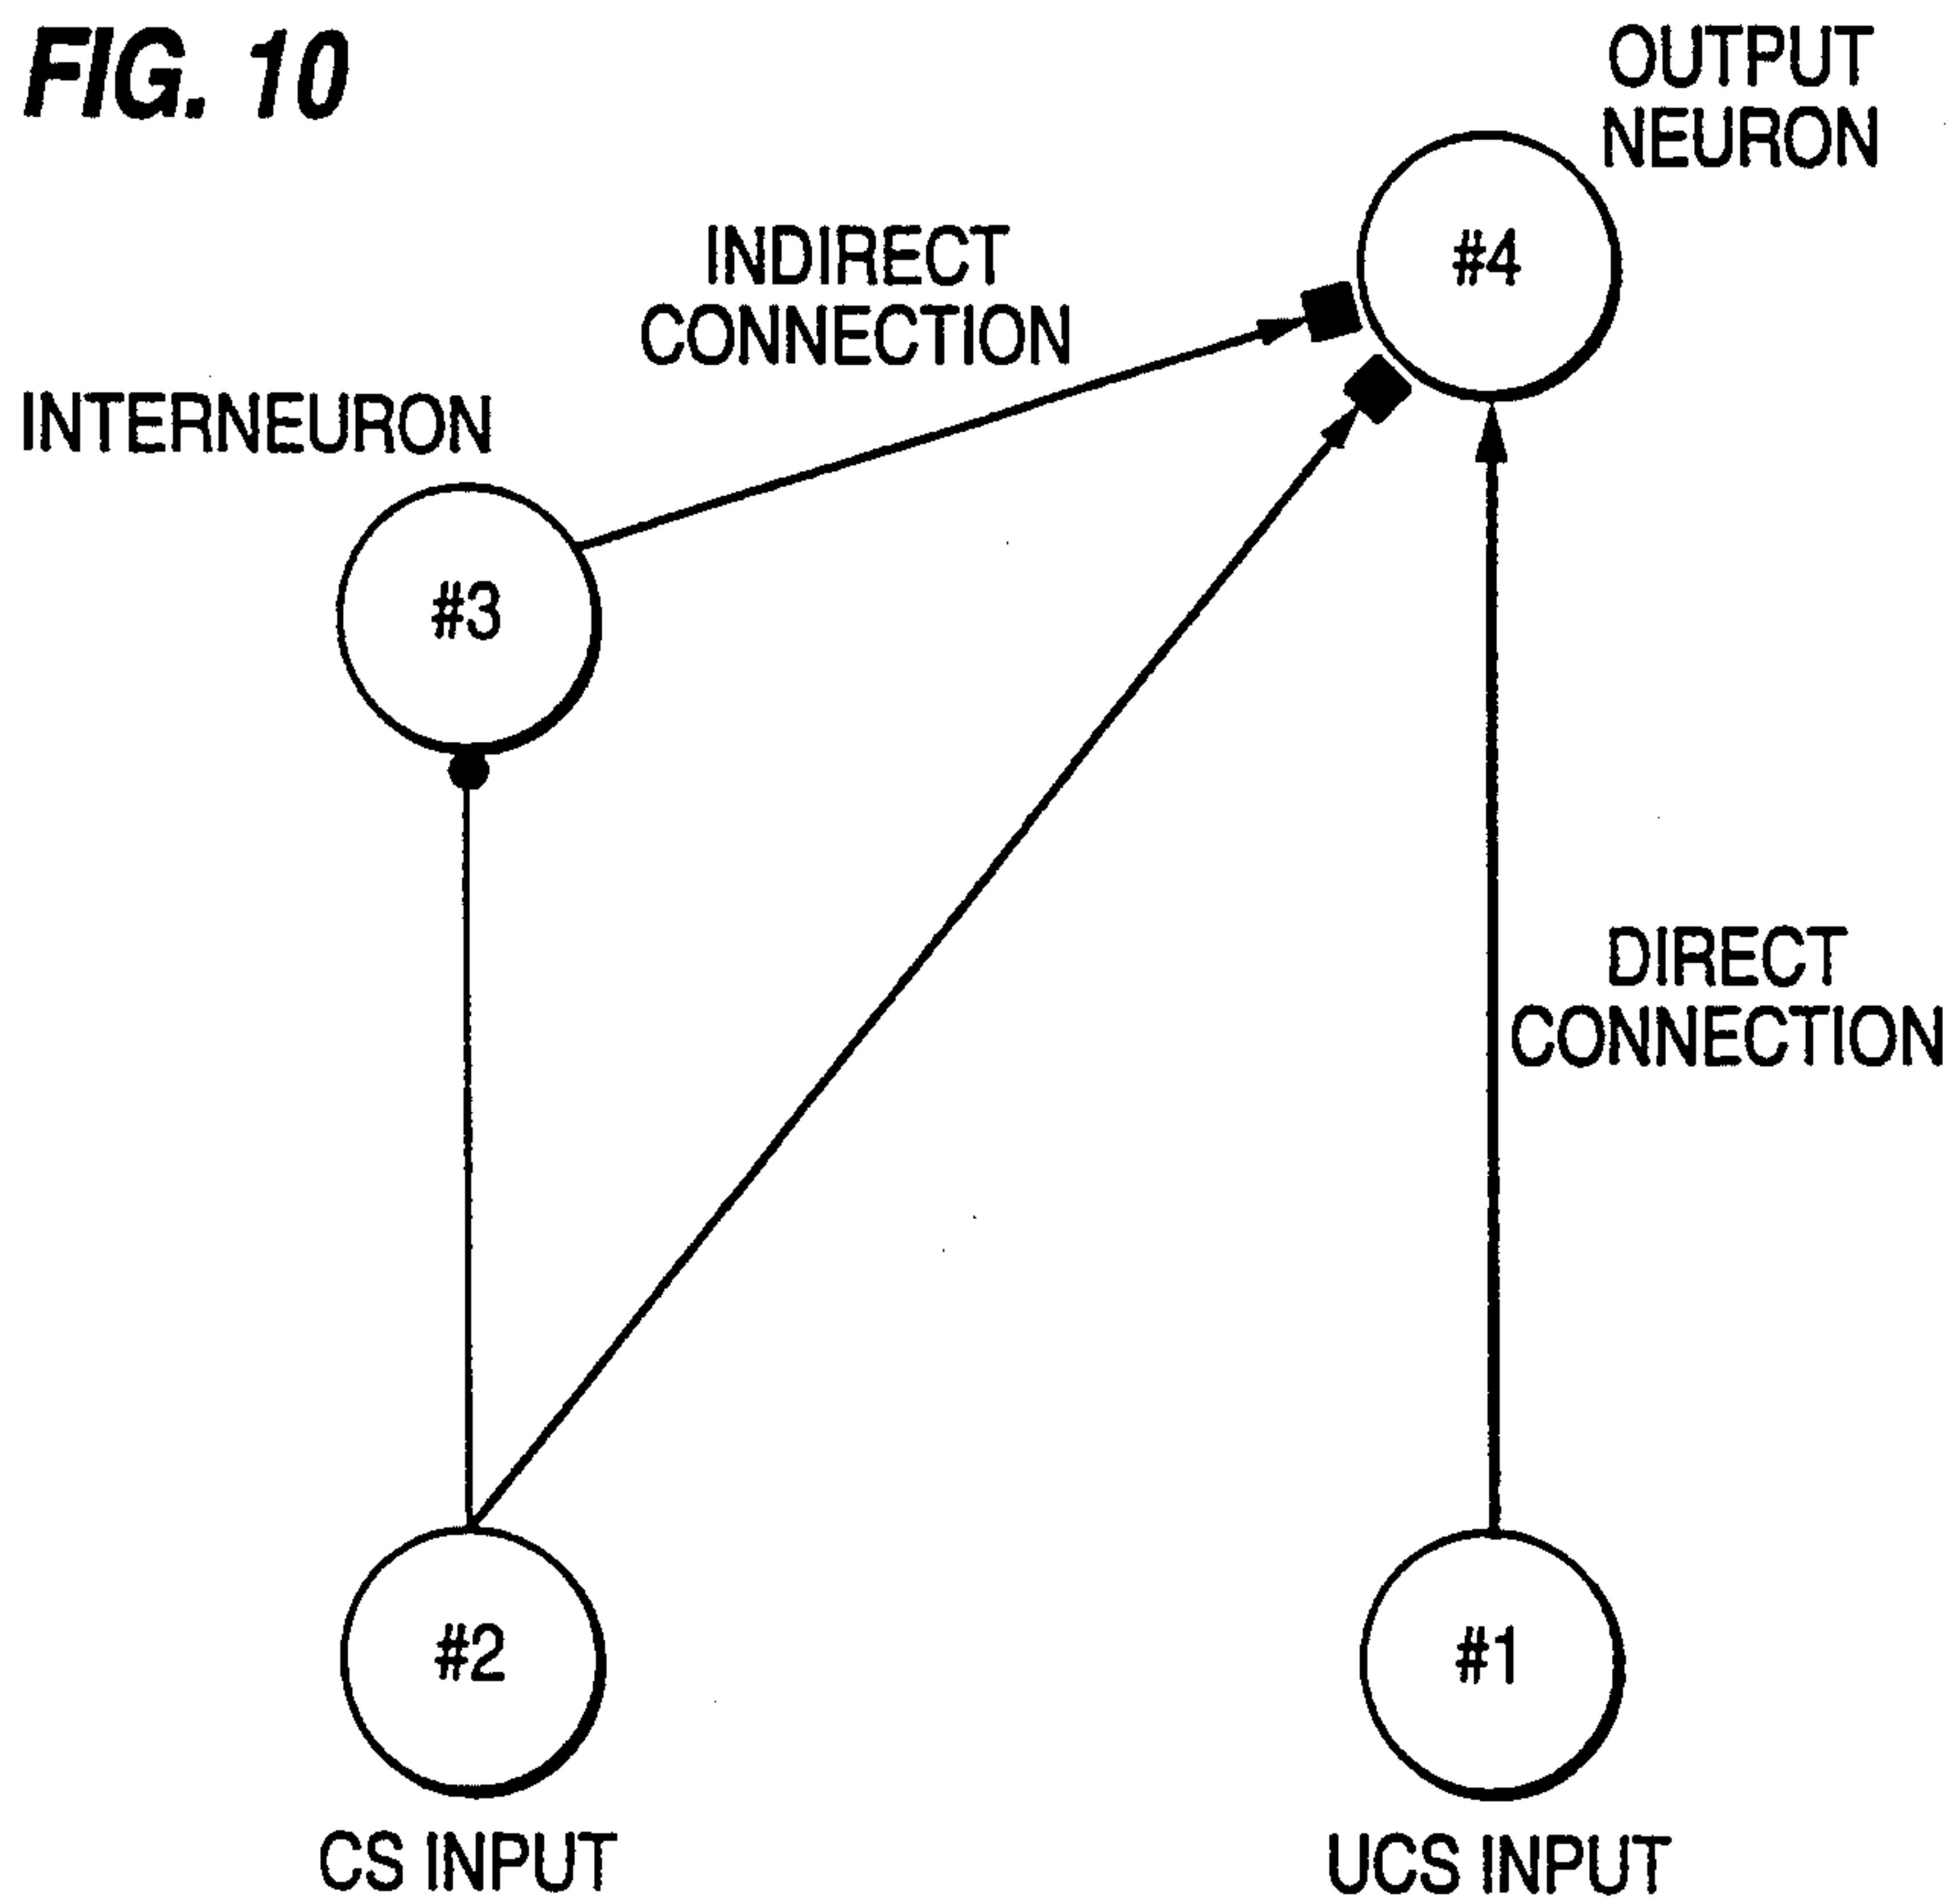 FIG. 10
OUTPUT
NEURON
#4
INDIRECT
CONNECTION
INTERNEURON
#3
DIRECT
CONNECTION
#2
#1
CS INPUT
UCS INPUT